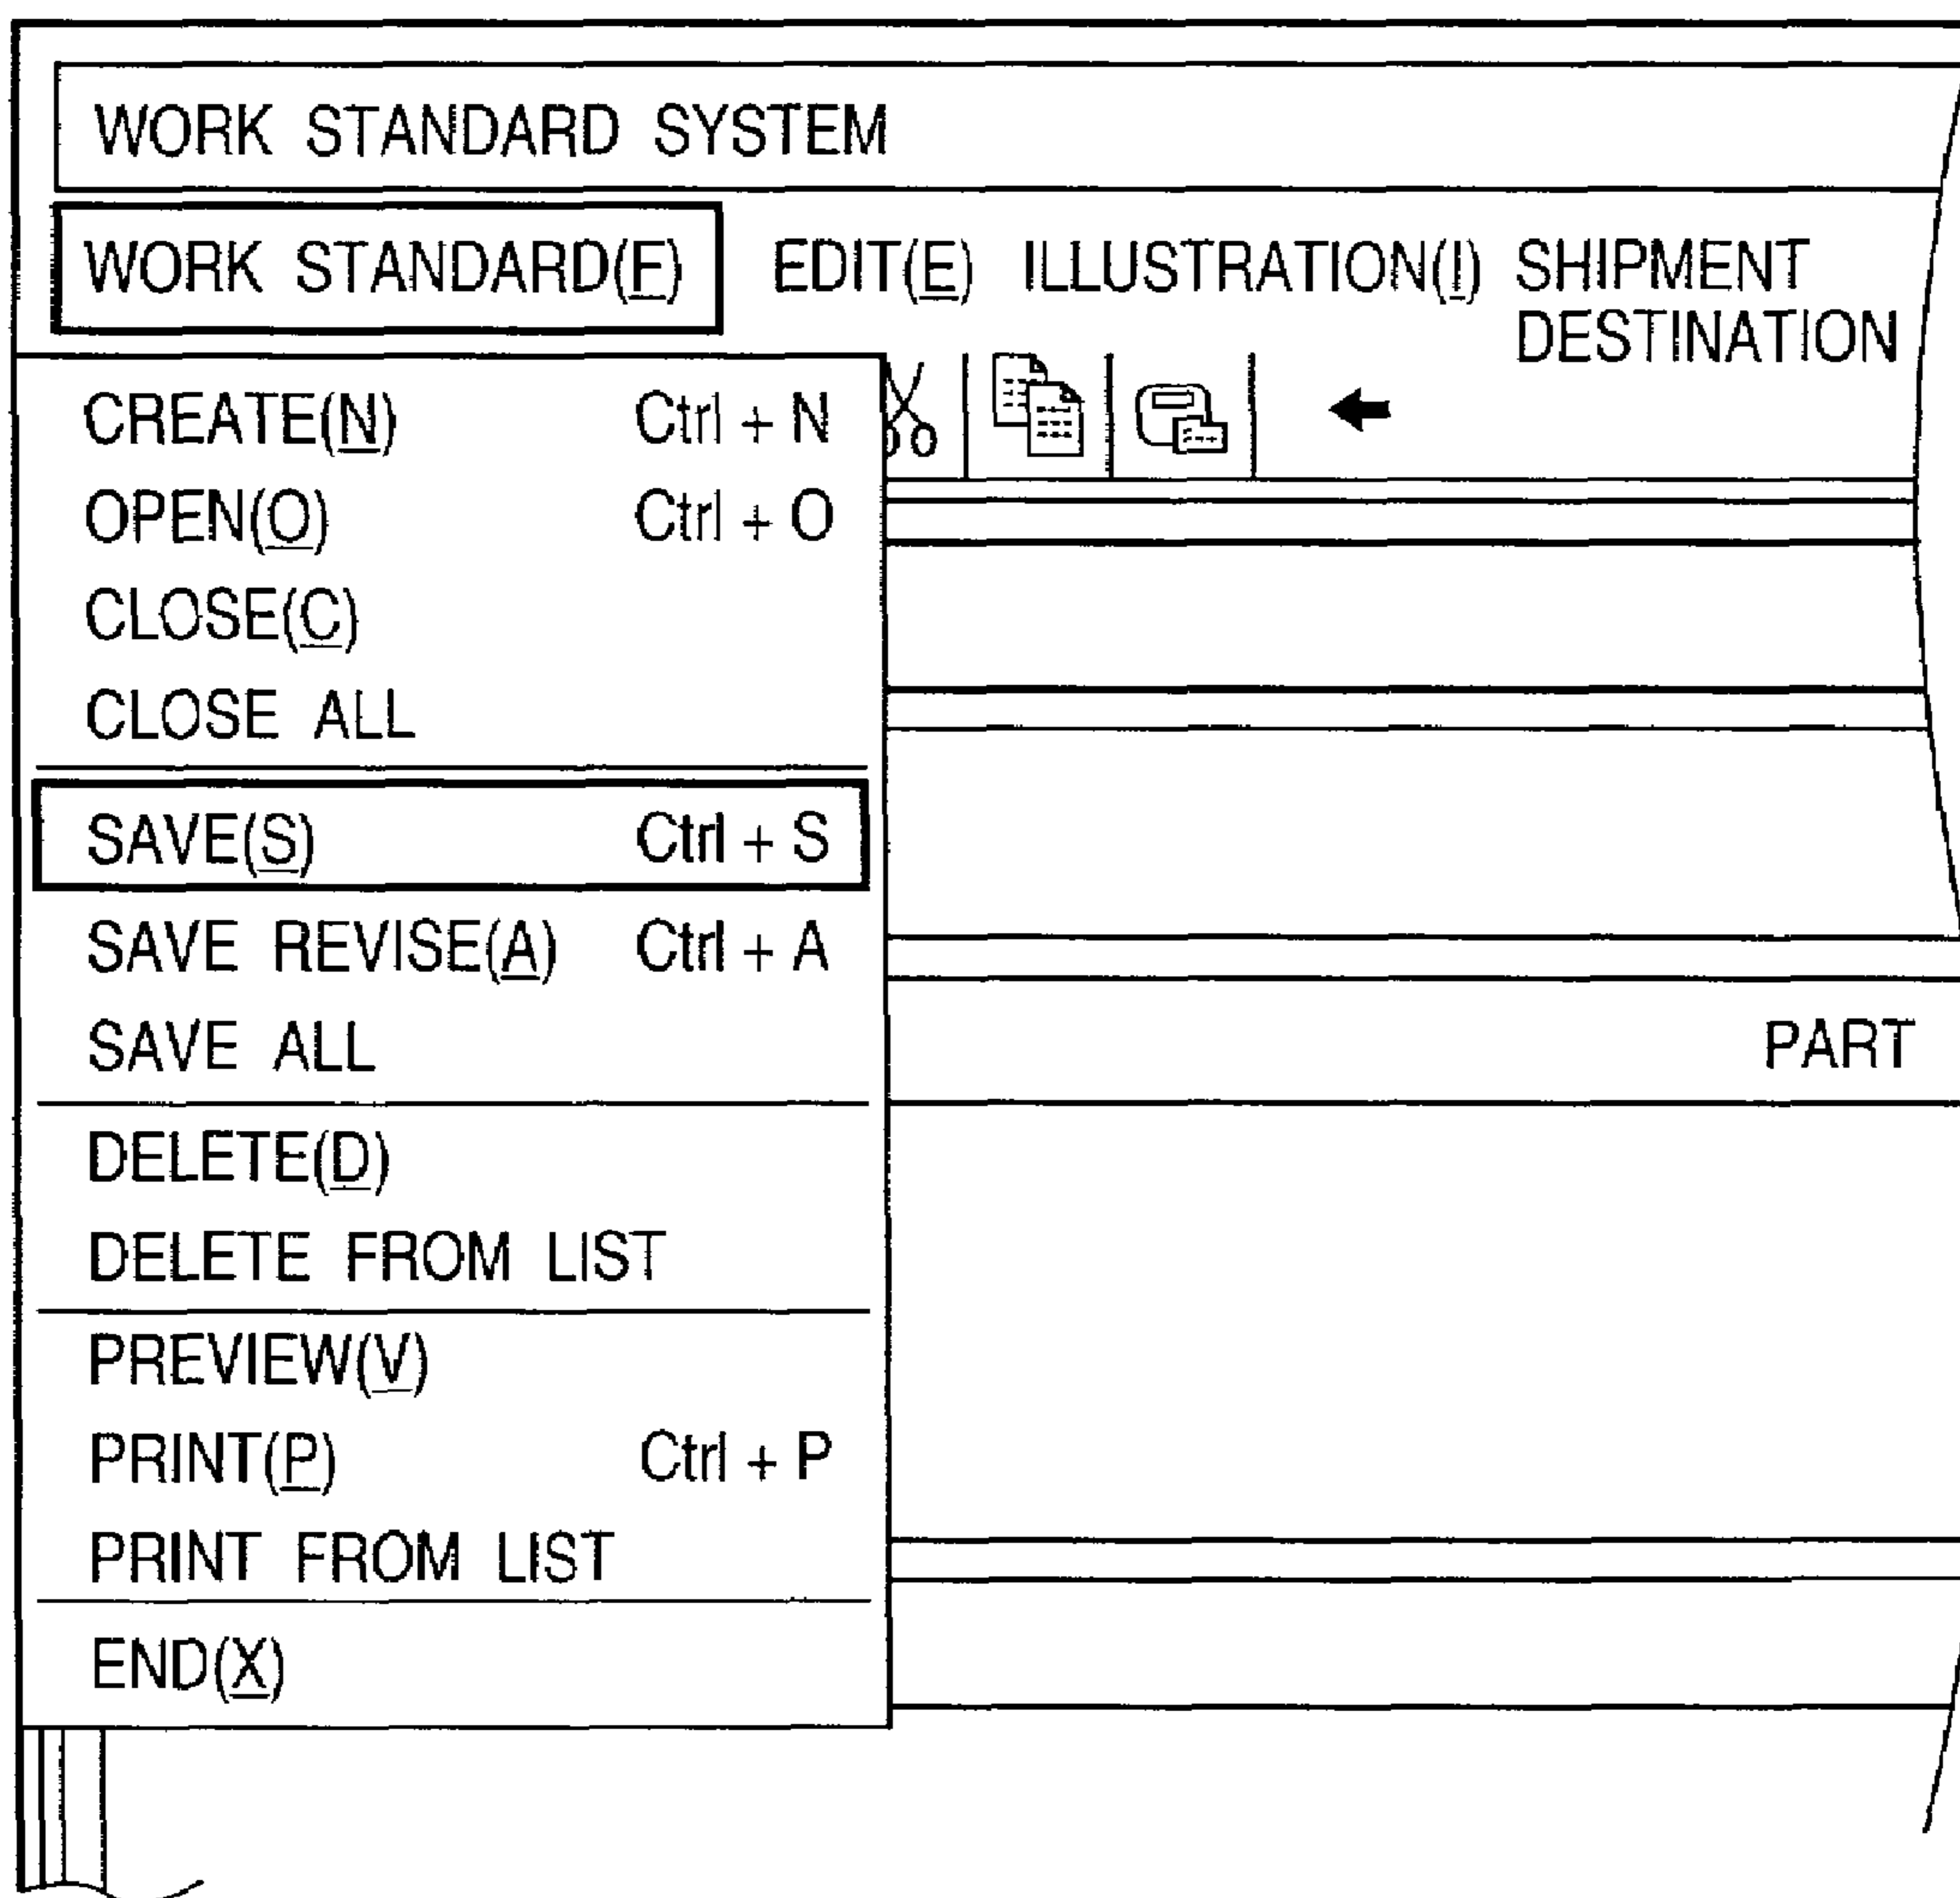 WORK STANDARD SYSTEM
WORK STANDARD(F) EDIT(E) ILLUSTRATION(I) SHIPMENT
DESTINATION
CREATE(N) Ctrl + N
OPEN(O) Ctrl + O
CLOSE(C)
CLOSE ALL
SAVE(S) Ctrl + S
SAVE REVISE(A) Ctrl + A
SAVE ALL
PART
DELETE(D)
DELETE FROM LIST
PREVIEW(V)
PRINT(P) Ctrl + P
PRINT FROM LIST
END(X)